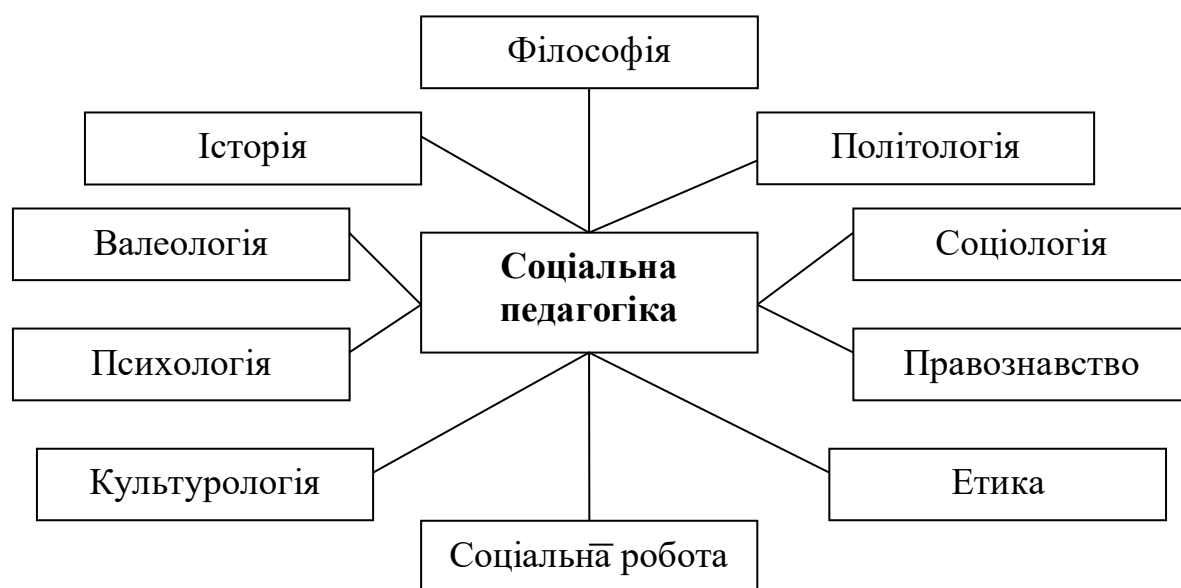 Філософія
Історія
Політологія
Валеологія
Соціологія
Соціальна
педагогіка
Психологія
Правознавство
Культурологія
Етика
Соціальна робота